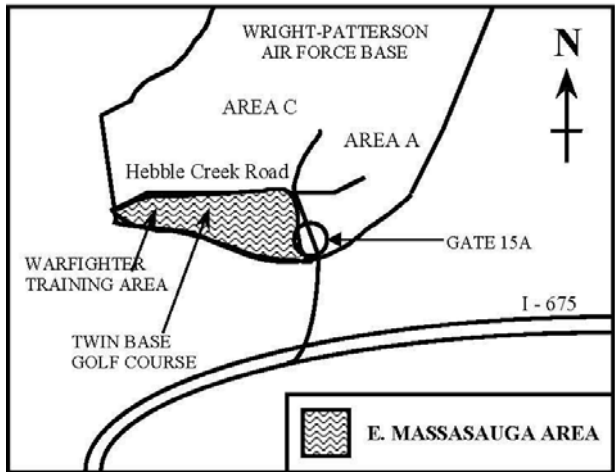 WRIGHT-PATTERSON
AIR FORCE BASE
N
AREA C
AREA A
Hebble Creek Road
GATE 15A
WARFIGHTER
TRAINING AREA
I - 675
TWIN BASE
GOLF COURSE
E. MASSASAUGA AREA